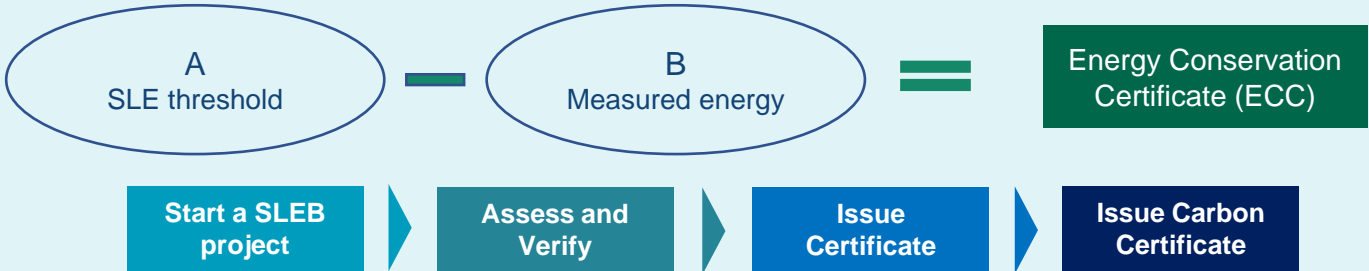 A
SLE threshold
B
Measured energy
Energy Conservation
Certificate (ECC)
Start a SLEB
project
Assess and
Verify
Issue
Certificate
Issue Carbon
Certificate